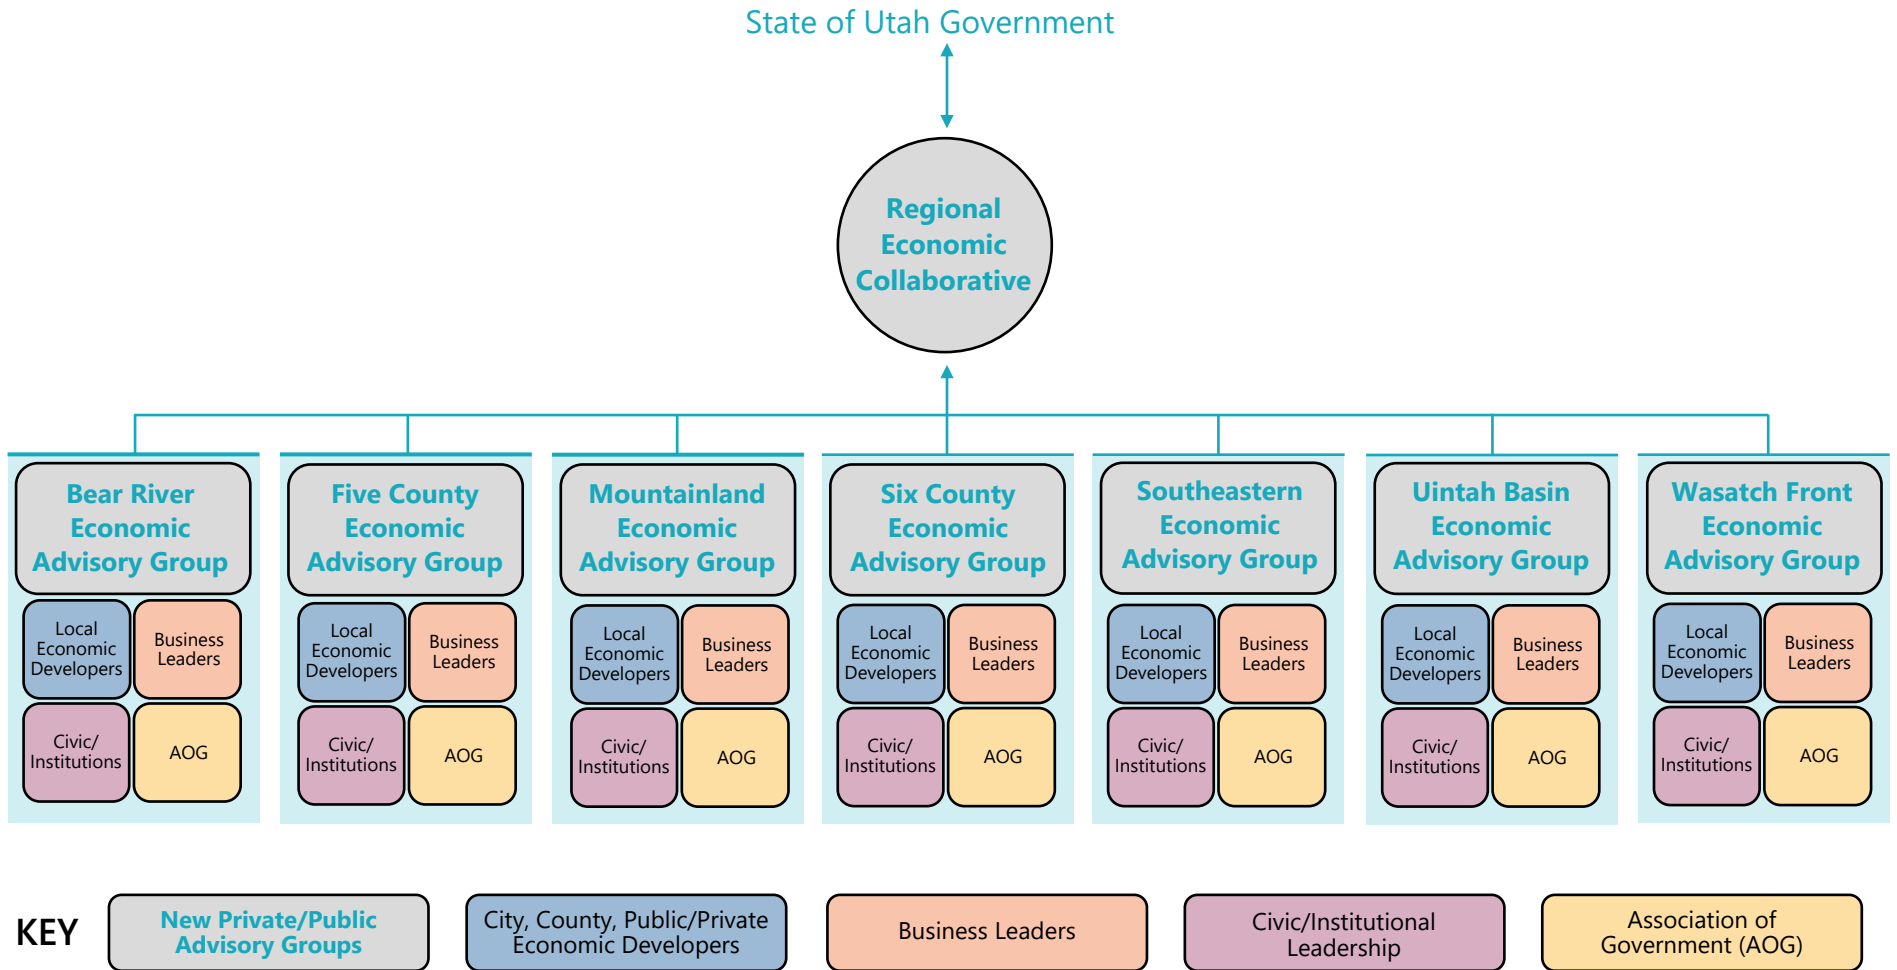 State of Utah Government
Regional
Economic
Collaborative
Bear River
Economic
Advisory Group
Local
Economic
Developers
Business
Leaders
Civic/
Institutions
AOG
Five County
Economic
Advisory Group
Local
Economic
Developers
Business
Leaders
Civic/
Institutions
AOG
Mountainland
Economic
Advisory Group
Local
Economic
Developers
Business
Leaders
Civic/
Institutions
AOG
Six County
Economic
Advisory Group
Local
Economic
Developers
Business
Leaders
Civic/
Institutions
AOG
Southeastern
Economic
Advisory Group
Local
Economic
Developers
Business
Leaders
Civic/
Institutions
AOG
Uintah Basin
Economic
Advisory Group
Local
Economic
Developers
Business
Leaders
Civic/
Institutions
AOG
Wasatch Front
Economic
Advisory Group
Local
Economic
Developers
Business
Leaders
Civic/
Institutions
AOG
KEY
New Private/Public
Advisory Groups
City, County, Public/Private
Economic Developers
Business Leaders
Civic/Institutional
Leadership
Association of
Government (AOG)